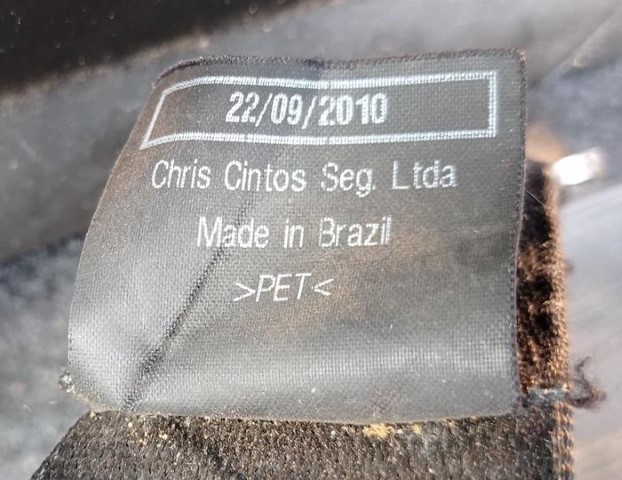 22/09/2010
Chris Cintos Seg. Ltda
Made in Brazil
>PET<